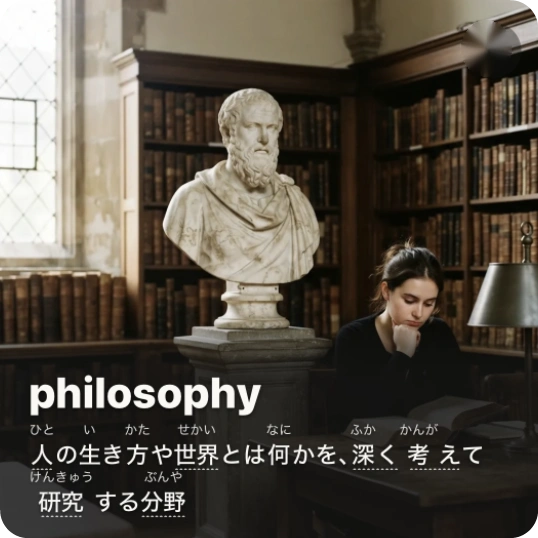 philosophy
ひと い かた せかい なに ふか かんが
人の生き方や世界とは何かを、深く 考 えて
けんきゅう ぶんや
研究 する分野